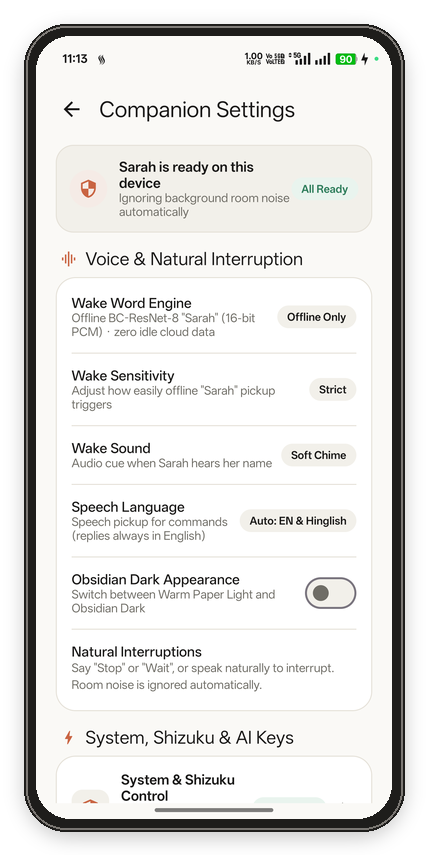 11:13
1.00 KB/S
Vo 5G
VoLTE
5G
90
Companion Settings
Sarah is ready on this
device
Ignoring background room noise
automatically
All Ready
Voice & Natural Interruption
Wake Word Engine
Offline BC-ResNet-8 "Sarah" (16-bit
PCM) · zero idle cloud data
Offline Only
Wake Sensitivity
Adjust how easily offline "Sarah" pickup
triggers
Strict
Wake Sound
Audio cue when Sarah hears her name
Soft Chime
Speech Language
Speech pickup for commands
(replies always in English)
Auto: EN & Hinglish
Obsidian Dark Appearance
Switch between Warm Paper Light and
Obsidian Dark
Natural Interruptions
Say "Stop" or "Wait", or speak naturally to interrupt.
Room noise is ignored automatically.
System, Shizuku & AI Keys
System & Shizuku
Control